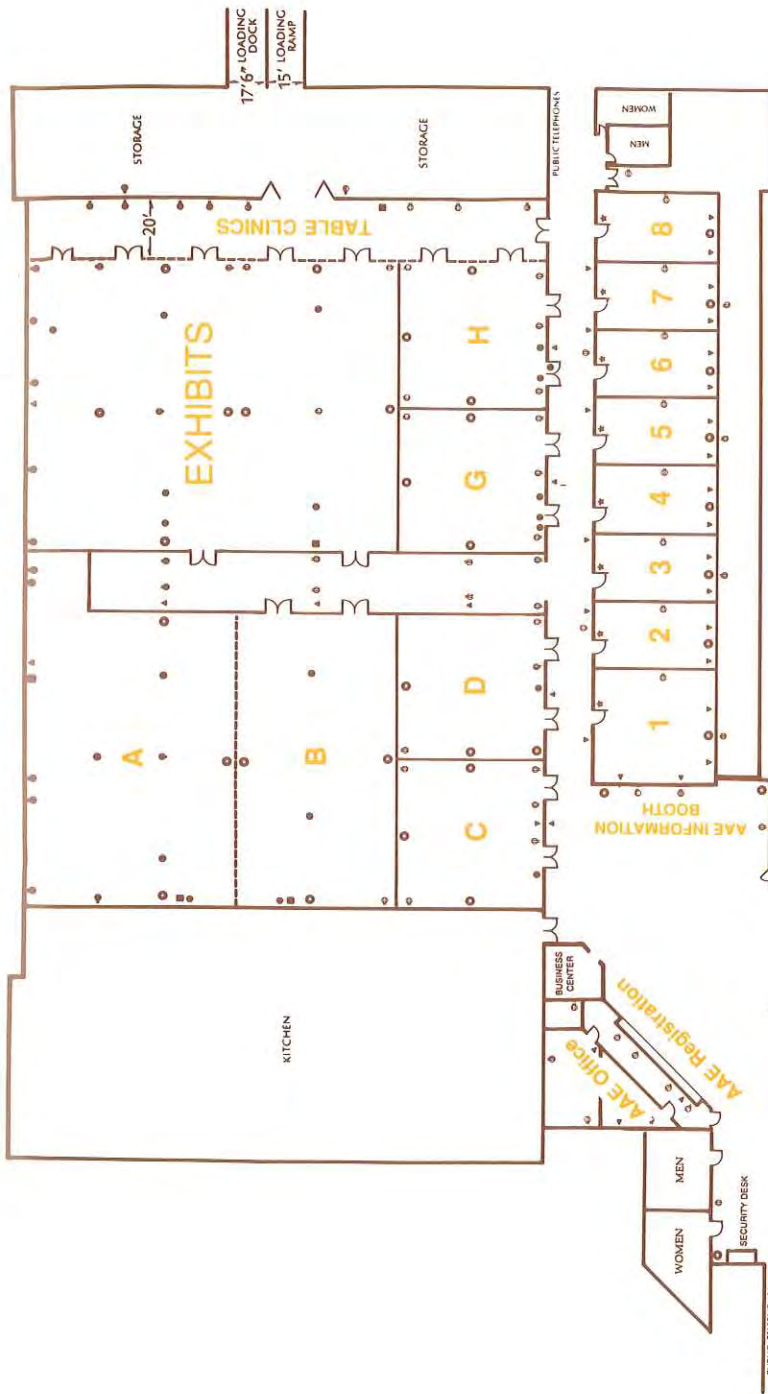 17'6" LOADING
DOCK
15' LOADING
RAMP
STORAGE
STORAGE
PUBLIC TELEPHONES
WOMEN
MEN
20'
TABLE CLINICS
EXHIBITS
H
G
8
7
6
5
4
3
2
1
A
B
D
C
AAE INFORMATION
BOOTH
KITCHEN
BUSINESS
CENTER
AAE Office
AAE Registration
MEN
WOMEN
SECURITY DESK